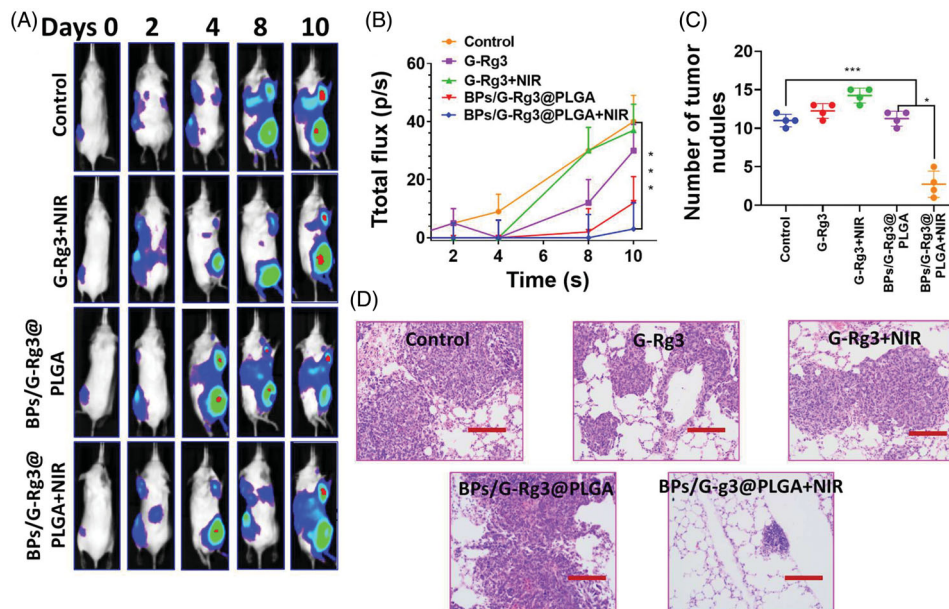 (A)
Days 0 2 4 8 10
Control
G-Rg3+NIR
BPs/G-Rg3@
PLGA
BPs/G-Rg3@
PLGA+NIR
(B)
Ttotal flux (p/s)
60
40
20
0
2 4 6 8 10
Time (s)
Control
G-Rg3
G-Rg3+NIR
BPs/G-Rg3@PLGA
BPs/G-Rg3@PLGA+NIR
***
(C)
Number of tumor
nudules
20
15
10
5
0
***
*
Control
G-Rg3
G-Rg3+NIR
BPs/G-Rg3@
PLGA
BPs/G-Rg3@
PLGA+NIR
(D)
Control
G-Rg3
G-Rg3+NIR
BPs/G-Rg3@PLGA
BPs/G-g3@PLGA+NIR